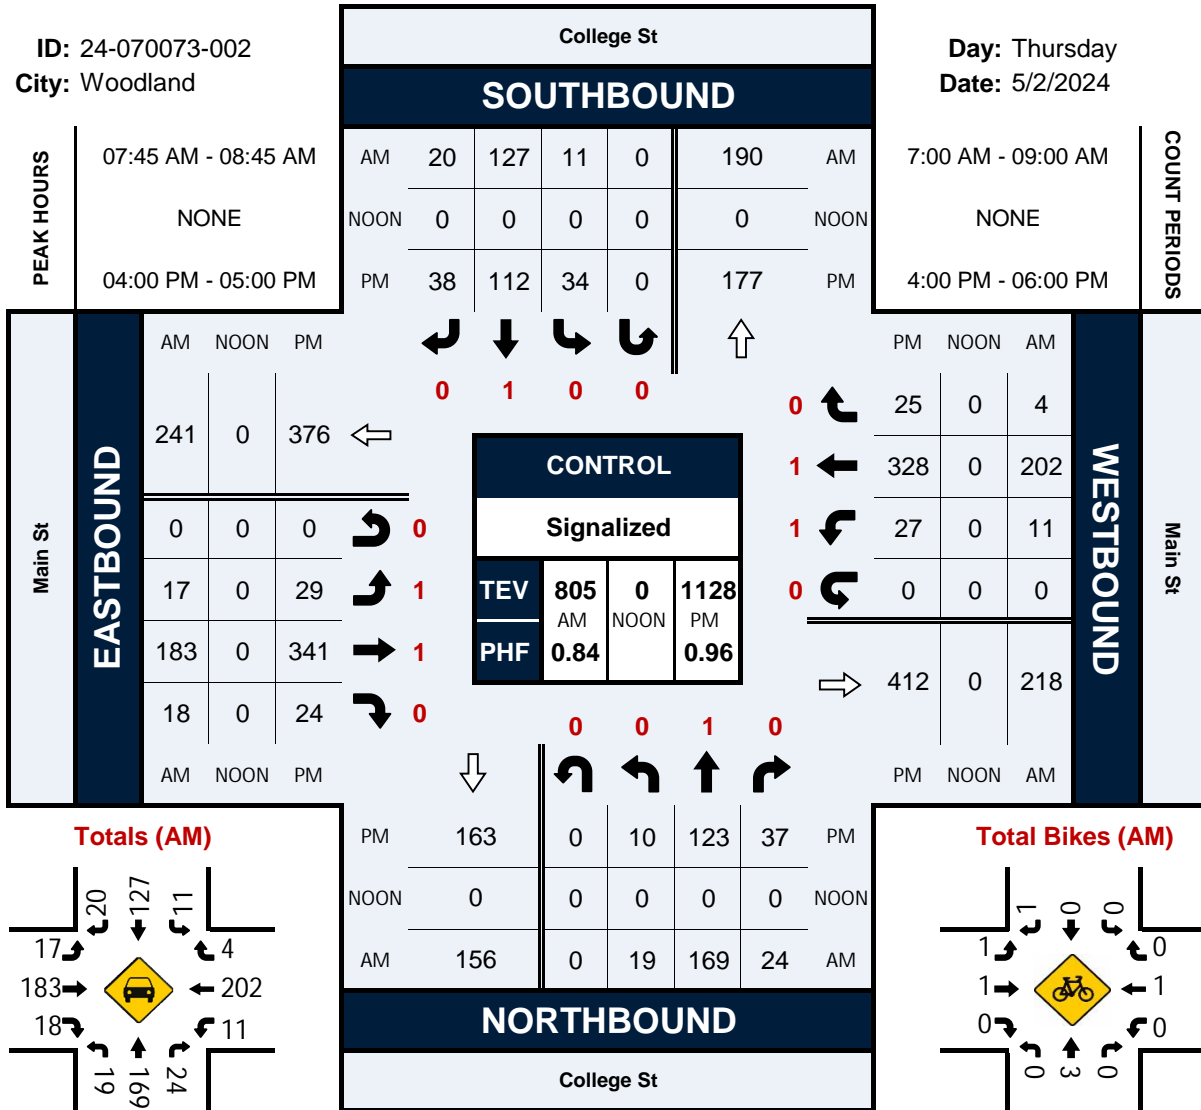 ID: 24-070073-002
City: Woodland
College St
SOUTHBOUND
Day: Thursday
Date: 5/2/2024
PEAK HOURS
07:45 AM - 08:45 AM
NONE
04:00 PM - 05:00 PM
AM 20 127 11 0 190 AM
NOON 0 0 0 0 0 NOON
PM 38 112 34 0 177 PM
7:00 AM - 09:00 AM
NONE
4:00 PM - 06:00 PM
COUNT PERIODS
0 1 0 0
Main St
EASTBOUND
AM NOON PM
241 0 376
0 0 0 0
17 0 29 1
183 0 341 1
18 0 24 0
AM NOON PM
CONTROL
Signalized
TEV 805 0 1128
AM NOON PM
PHF 0.84 0.96
PM NOON AM
0 25 0 4
1 328 0 202
1 27 0 11
0 0 0 0
412 0 218
PM NOON AM
WESTBOUND
Main St
0 0 1 0
PM 163 0 10 123 37 PM
NOON 0 0 0 0 0 NOON
AM 156 0 19 169 24 AM
NORTHBOUND
College St
Totals (AM)
20 127 11
17 4
183 202
18 11
19 169 24
Total Bikes (AM)
1 0 0
1 0
1 1
0 0
0 3 0